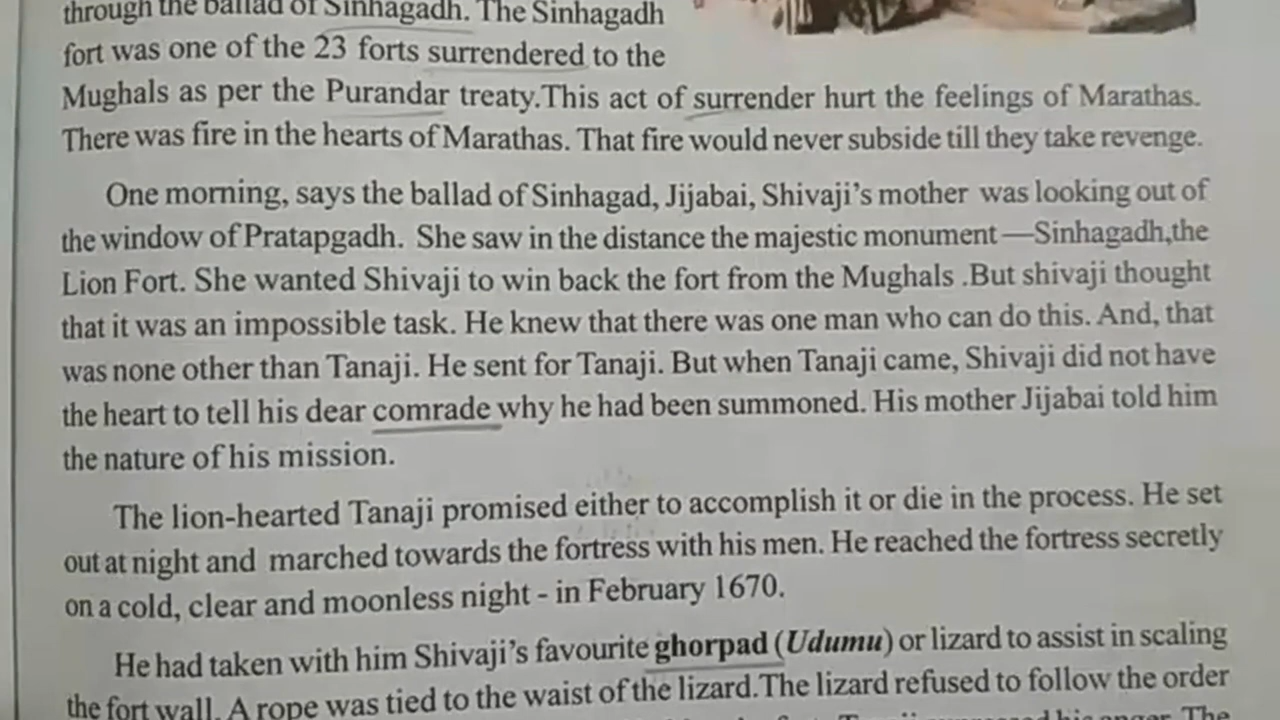 through the ballad of Sinhagadh. The Sinhagadh
fort was one of the 23 forts surrendered to the
Mughals as per the Purandar treaty.This act of surrender hurt the feelings of Marathas.
There was fire in the hearts of Marathas. That fire would never subside till they take revenge.
One morning, says the ballad of Sinhagad, Jijabai, Shivaji's mother was looking out of
the window of Pratapgadh. She saw in the distance the majestic monument —Sinhagadh,the
Lion Fort. She wanted Shivaji to win back the fort from the Mughals .But shivaji thought
that it was an impossible task. He knew that there was one man who can do this. And, that
was none other than Tanaji. He sent for Tanaji. But when Tanaji came, Shivaji did not have
the heart to tell his dear comrade why he had been summoned. His mother Jijabai told him
the nature of his mission.
The lion-hearted Tanaji promised either to accomplish it or die in the process. He set
out at night and marched towards the fortress with his men. He reached the fortress secretly
on a cold, clear and moonless night - in February 1670.
He had taken with him Shivaji's favourite ghorpad (Udumu) or lizard to assist in scaling
the fort wall. A rope was tied to the waist of the lizard.The lizard refused to follow the order
his anger. The